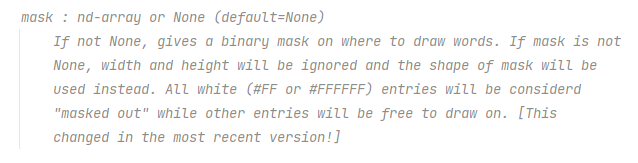 mask : nd-array or None (default=None)
If not None, gives a binary mask on where to draw words. If mask is not
None, width and height will be ignored and the shape of mask will be
used instead. All white (#FF or #FFFFFF) entries will be considerd
"masked out" while other entries will be free to draw on. [This
changed in the most recent version!]